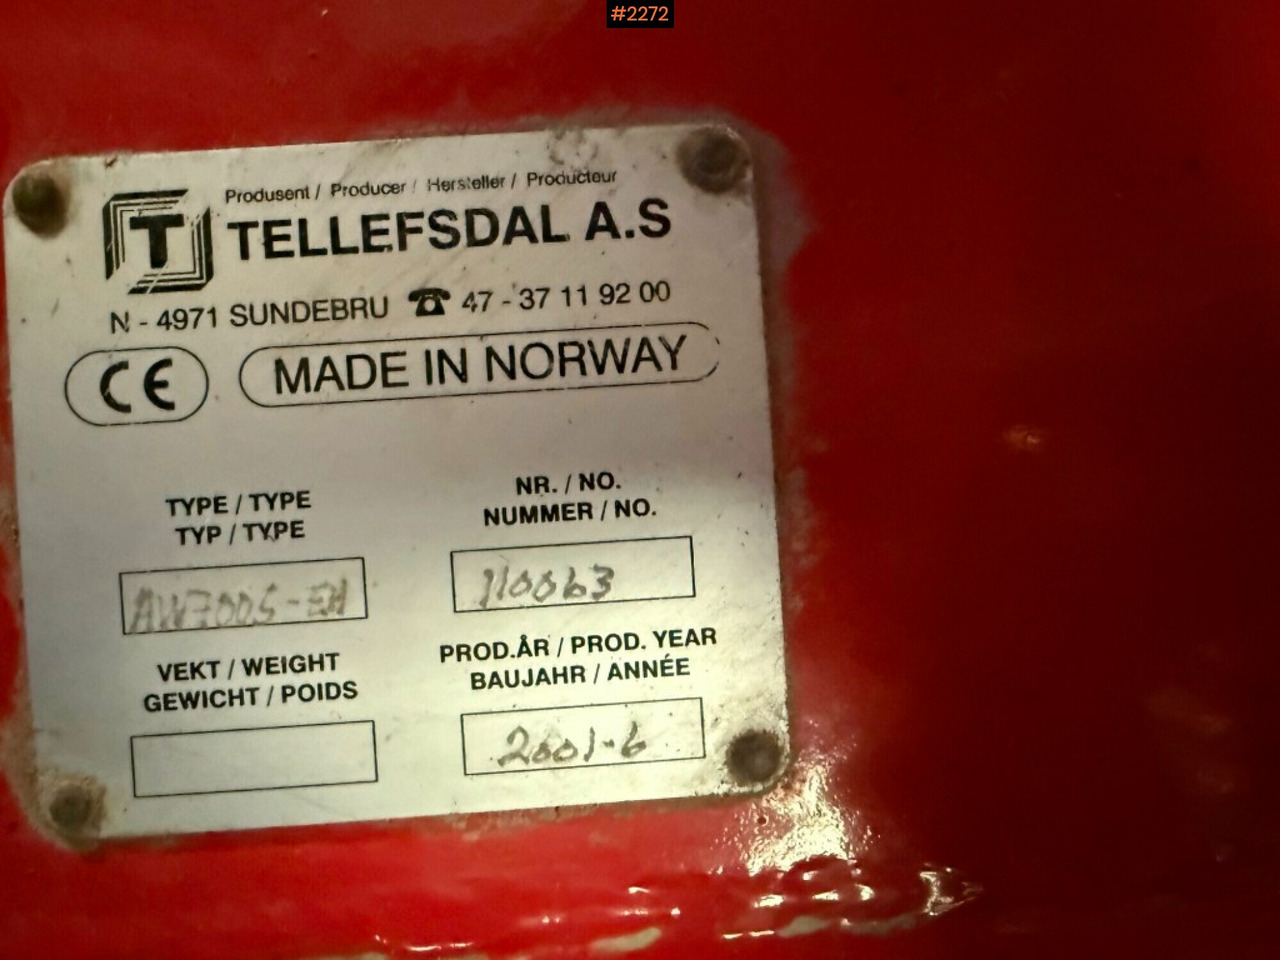 #2272
Produsent / Producer / Hersteller / Producteur
T
TELLEFSDAL A.S
N - 4971 SUNDEBRU ☎ 47 - 37 11 92 00
CE MADE IN NORWAY
TYPE / TYPE
TYP / TYPE
AW700S-EH
NR. / NO.
NUMMER / NO.
110063
VEKT / WEIGHT
GEWICHT / POIDS
PROD.ÅR / PROD. YEAR
BAUJAHR / ANNÉE
2001-6